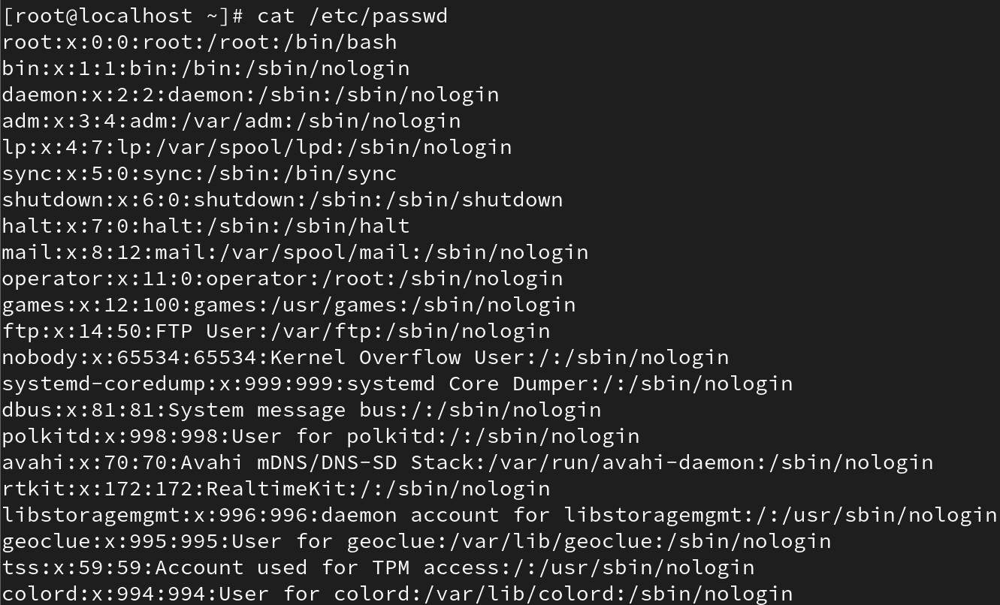 [root@localhost ~]# cat /etc/passwd
root:x:0:0:root:/root:/bin/bash
bin:x:1:1:bin:/bin:/sbin/nologin
daemon:x:2:2:daemon:/sbin:/sbin/nologin
adm:x:3:4:adm:/var/adm:/sbin/nologin
lp:x:4:7:lp:/var/spool/lpd:/sbin/nologin
sync:x:5:0:sync:/sbin:/bin/sync
shutdown:x:6:0:shutdown:/sbin:/sbin/shutdown
halt:x:7:0:halt:/sbin:/sbin/halt
mail:x:8:12:mail:/var/spool/mail:/sbin/nologin
operator:x:11:0:operator:/root:/sbin/nologin
games:x:12:100:games:/usr/games:/sbin/nologin
ftp:x:14:50:FTP User:/var/ftp:/sbin/nologin
nobody:x:65534:65534:Kernel Overflow User:/:/sbin/nologin
systemd-coredump:x:999:999:systemd Core Dumper:/:/sbin/nologin
dbus:x:81:81:System message bus:/:/sbin/nologin
polkitd:x:998:998:User for polkitd:/:/sbin/nologin
avahi:x:70:70:Avahi mDNS/DNS-SD Stack:/var/run/avahi-daemon:/sbin/nologin
rtkit:x:172:172:RealtimeKit:/:/sbin/nologin
libstoragemgmt:x:996:996:daemon account for libstoragemgmt:/:/usr/sbin/nologin
geoclue:x:995:995:User for geoclue:/var/lib/geoclue:/sbin/nologin
tss:x:59:59:Account used for TPM access:/:/usr/sbin/nologin
colord:x:994:994:User for colord:/var/lib/colord:/sbin/nologin